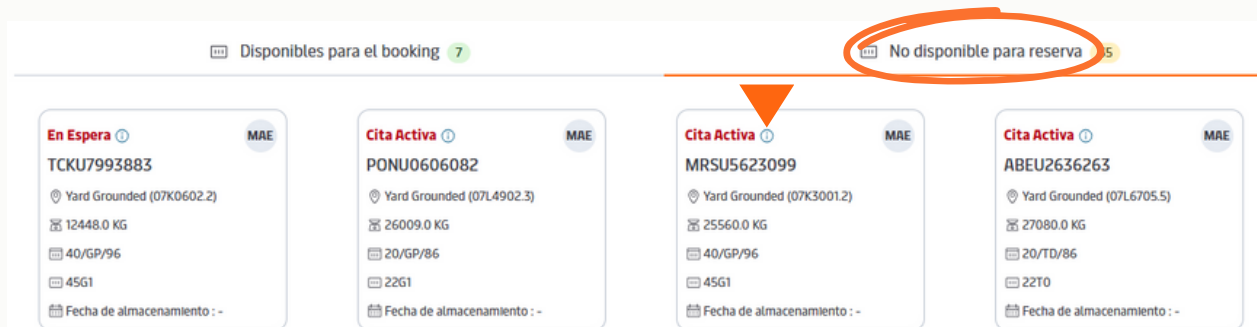 Disponibles para el booking 7
No disponible para reserva
En Espera MAE
TCKU7993883
Yard Grounded (07K0602.2)
12448.0 KG
40/GP/96
45G1
Fecha de almacenamiento : -
Cita Activa MAE
PONU0606082
Yard Grounded (07L4902.3)
26009.0 KG
20/GP/86
22G1
Fecha de almacenamiento : -
Cita Activa MAE
MRSU5623099
Yard Grounded (07K3001.2)
25560.0 KG
40/GP/96
45G1
Fecha de almacenamiento : -
Cita Activa MAE
ABEU2636263
Yard Grounded (07L6705.5)
27080.0 KG
20/TD/86
22T0
Fecha de almacenamiento : -